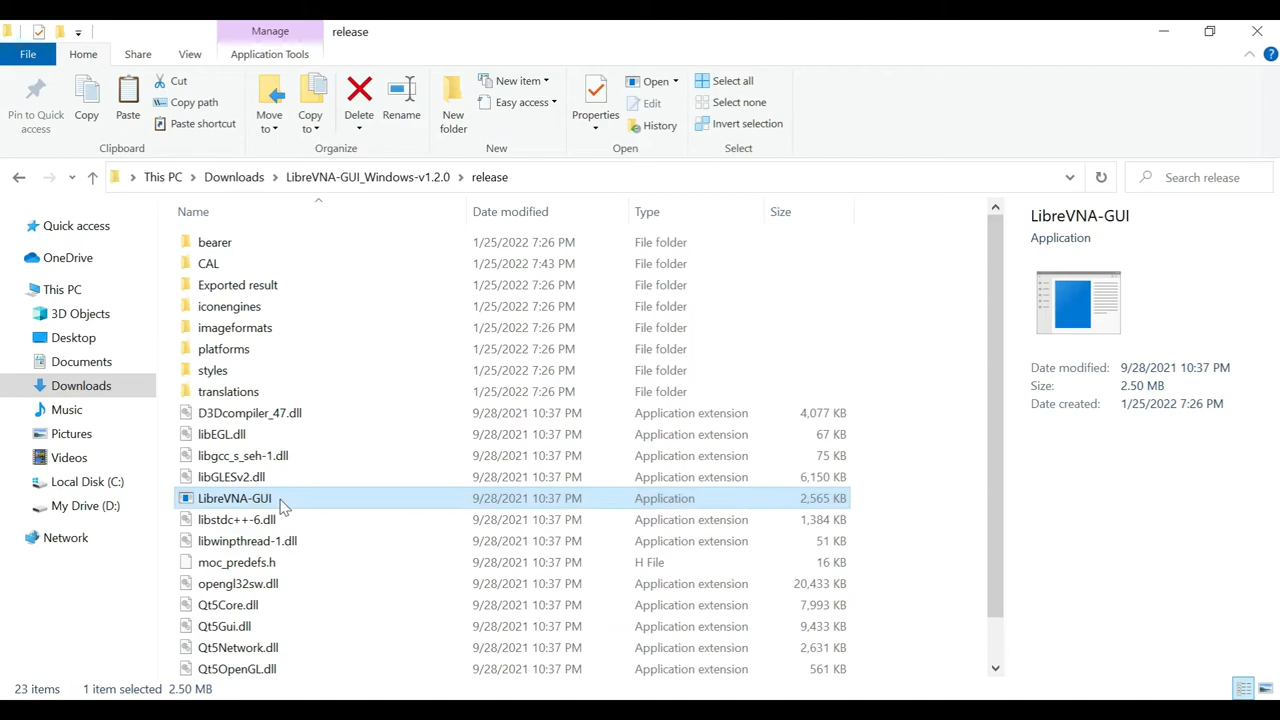 Manage
release
File
Home
Share
View
Application Tools
Pin to Quick access
Copy
Paste
Cut
Copy path
Paste shortcut
Clipboard
Move to
Copy to
Delete
Rename
Organize
New folder
New item
Easy access
New
Properties
Open
Edit
History
Open
Select all
Select none
Invert selection
Select
This PC > Downloads > LibreVNA-GUI_Windows-v1.2.0 > release
Search release
Quick access
OneDrive
This PC
3D Objects
Desktop
Documents
Downloads
Music
Pictures
Videos
Local Disk (C:)
My Drive (D:)
Network
Name Date modified Type Size
bearer 1/25/2022 7:26 PM File folder
CAL 1/25/2022 7:43 PM File folder
Exported result 1/25/2022 7:26 PM File folder
iconengines 1/25/2022 7:26 PM File folder
imageformats 1/25/2022 7:26 PM File folder
platforms 1/25/2022 7:26 PM File folder
styles 1/25/2022 7:26 PM File folder
translations 1/25/2022 7:26 PM File folder
D3Dcompiler_47.dll 9/28/2021 10:37 PM Application extension 4,077 KB
libEGL.dll 9/28/2021 10:37 PM Application extension 67 KB
libgcc_s_seh-1.dll 9/28/2021 10:37 PM Application extension 75 KB
libGLESv2.dll 9/28/2021 10:37 PM Application extension 6,150 KB
LibreVNA-GUI 9/28/2021 10:37 PM Application 2,565 KB
libstdc++-6.dll 9/28/2021 10:37 PM Application extension 1,384 KB
libwinpthread-1.dll 9/28/2021 10:37 PM Application extension 51 KB
moc_predefs.h 9/28/2021 10:37 PM H File 16 KB
opengl32sw.dll 9/28/2021 10:37 PM Application extension 20,433 KB
Qt5Core.dll 9/28/2021 10:37 PM Application extension 7,993 KB
Qt5Gui.dll 9/28/2021 10:37 PM Application extension 9,433 KB
Qt5Network.dll 9/28/2021 10:37 PM Application extension 2,631 KB
Qt5OpenGL.dll 9/28/2021 10:37 PM Application extension 561 KB
LibreVNA-GUI
Application
Date modified: 9/28/2021 10:37 PM
Size: 2.50 MB
Date created: 1/25/2022 7:26 PM
23 items 1 item selected 2.50 MB